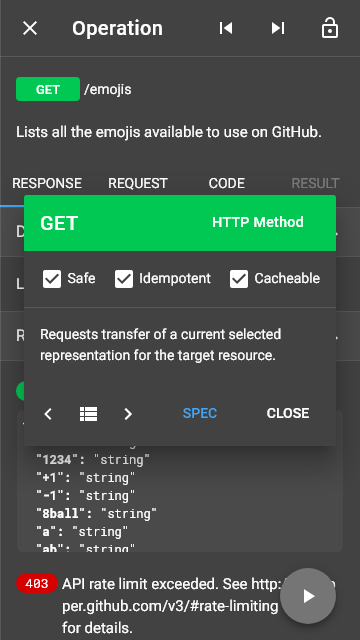 Operation
GET /emojis
Lists all the emojis available to use on GitHub.
RESPONSE REQUEST CODE RESULT
GET HTTP Method
Safe Idempotent Cacheable
Requests transfer of a current selected
representation for the target resource.
SPEC CLOSE
"1234": "string"
"+1": "string"
"-1": "string"
"8ball": "string"
"a": "string"
"ab": "string"
403 API rate limit exceeded. See http:
per.github.com/v3/#rate-limiting
for details.